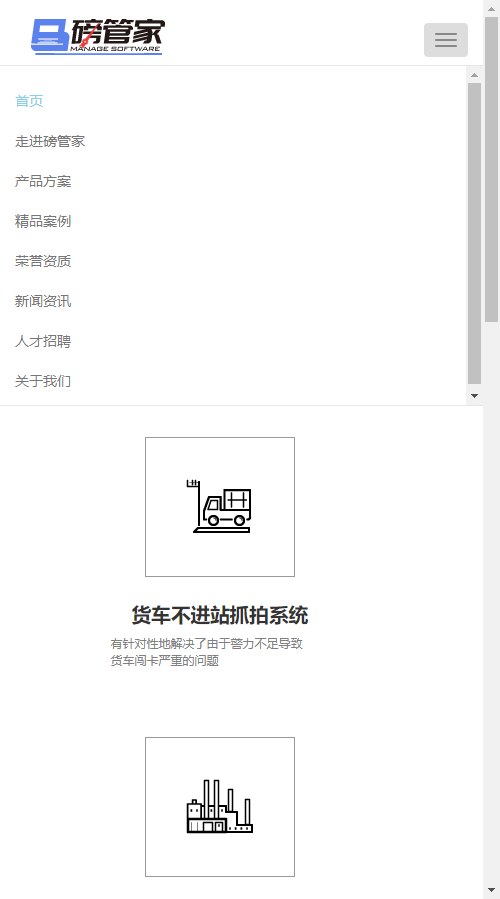 磅管家
MANAGE SOFTWARE
首页
走进磅管家
产品方案
精品案例
荣誉资质
新闻资讯
人才招聘
关于我们
货车不进站抓拍系统
有针对性地解决了由于警力不足导致
货车闯卡严重的问题